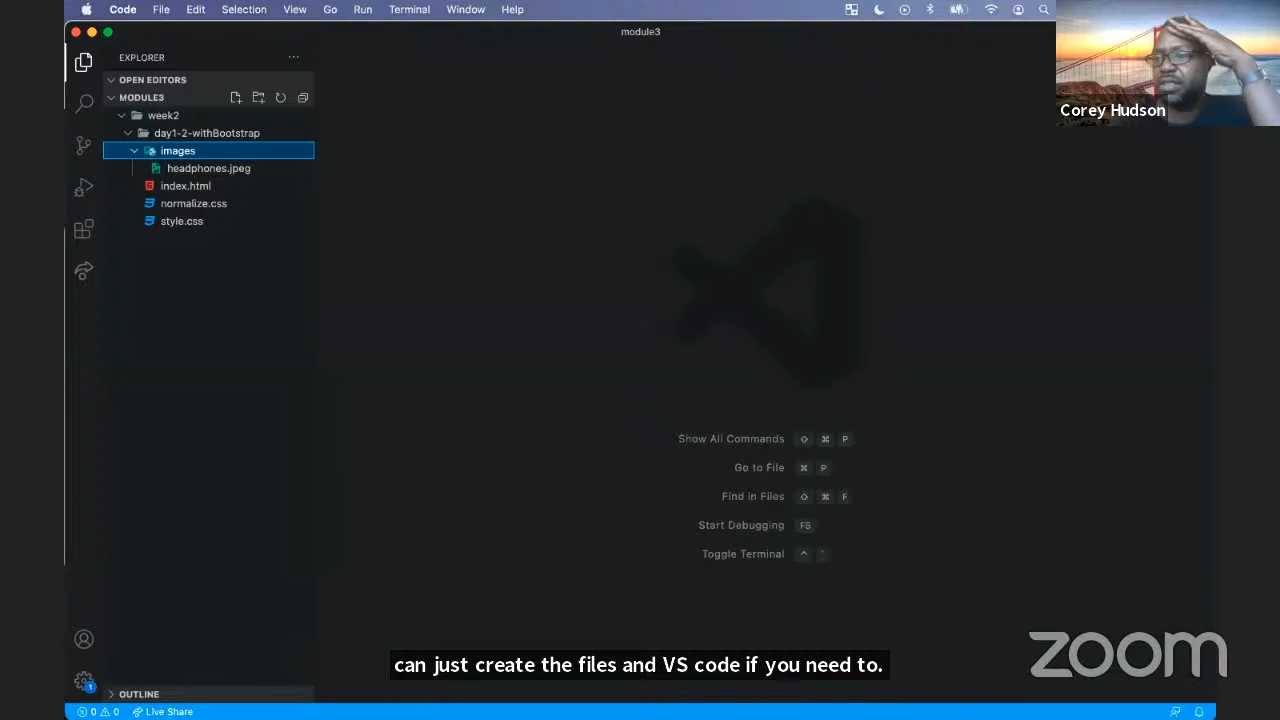 Code File Edit Selection View Go Run Terminal Window Help
module3
EXPLORER
OPEN EDITORS
MODULE3
week2
day1-2-withBootstrap
images
headphones.jpeg
index.html
normalize.css
style.css
Corey Hudson
Show All Commands ⇧ ⌘ P
Go to File ⌘ P
Find in Files ⇧ ⌘ F
Start Debugging F5
Toggle Terminal ^ `
can just create the files and VS code if you need to.
zoom
1
OUTLINE
0 0 Live Share